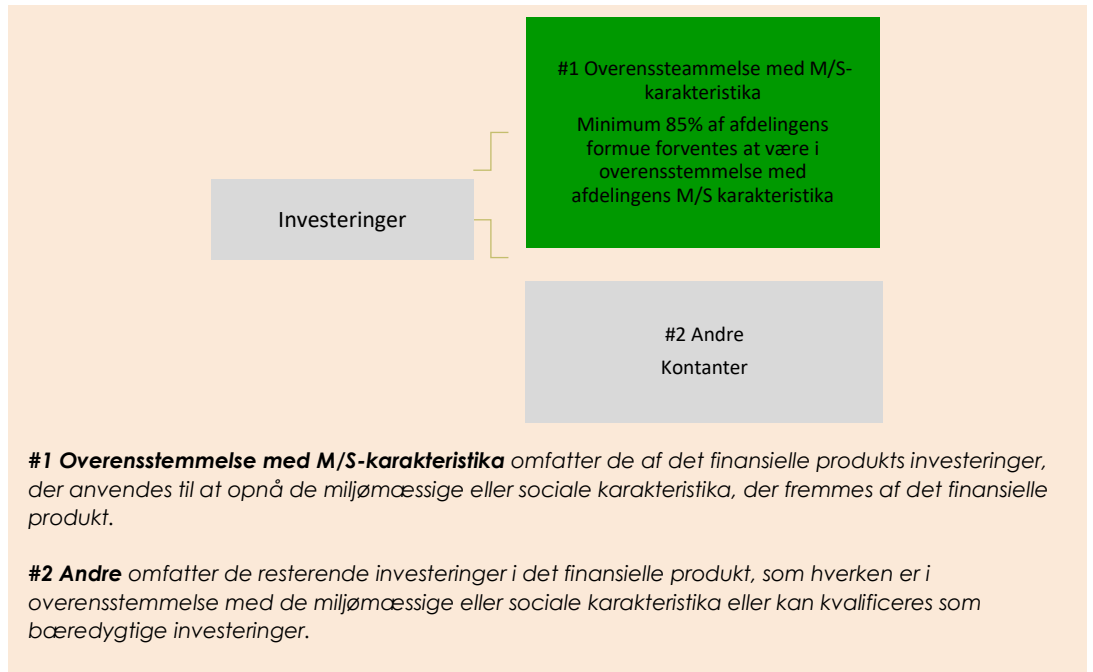 #1 Overenssteammelse med M/S-
karakteristika
Minimum 85% af afdelingens
formue forventes at være i
overensstemmelse med
afdelingens M/S karakteristika
Investeringer
#2 Andre
Kontanter
#1 Overensstemmelse med M/S-karakteristika omfatter de af det finansielle produkts investeringer,
der anvendes til at opnå de miljømæssige eller sociale karakteristika, der fremmes af det finansielle
produkt.
#2 Andre omfatter de resterende investeringer i det finansielle produkt, som hverken er i
overensstemmelse med de miljømæssige eller sociale karakteristika eller kan kvalificeres som
bæredygtige investeringer.